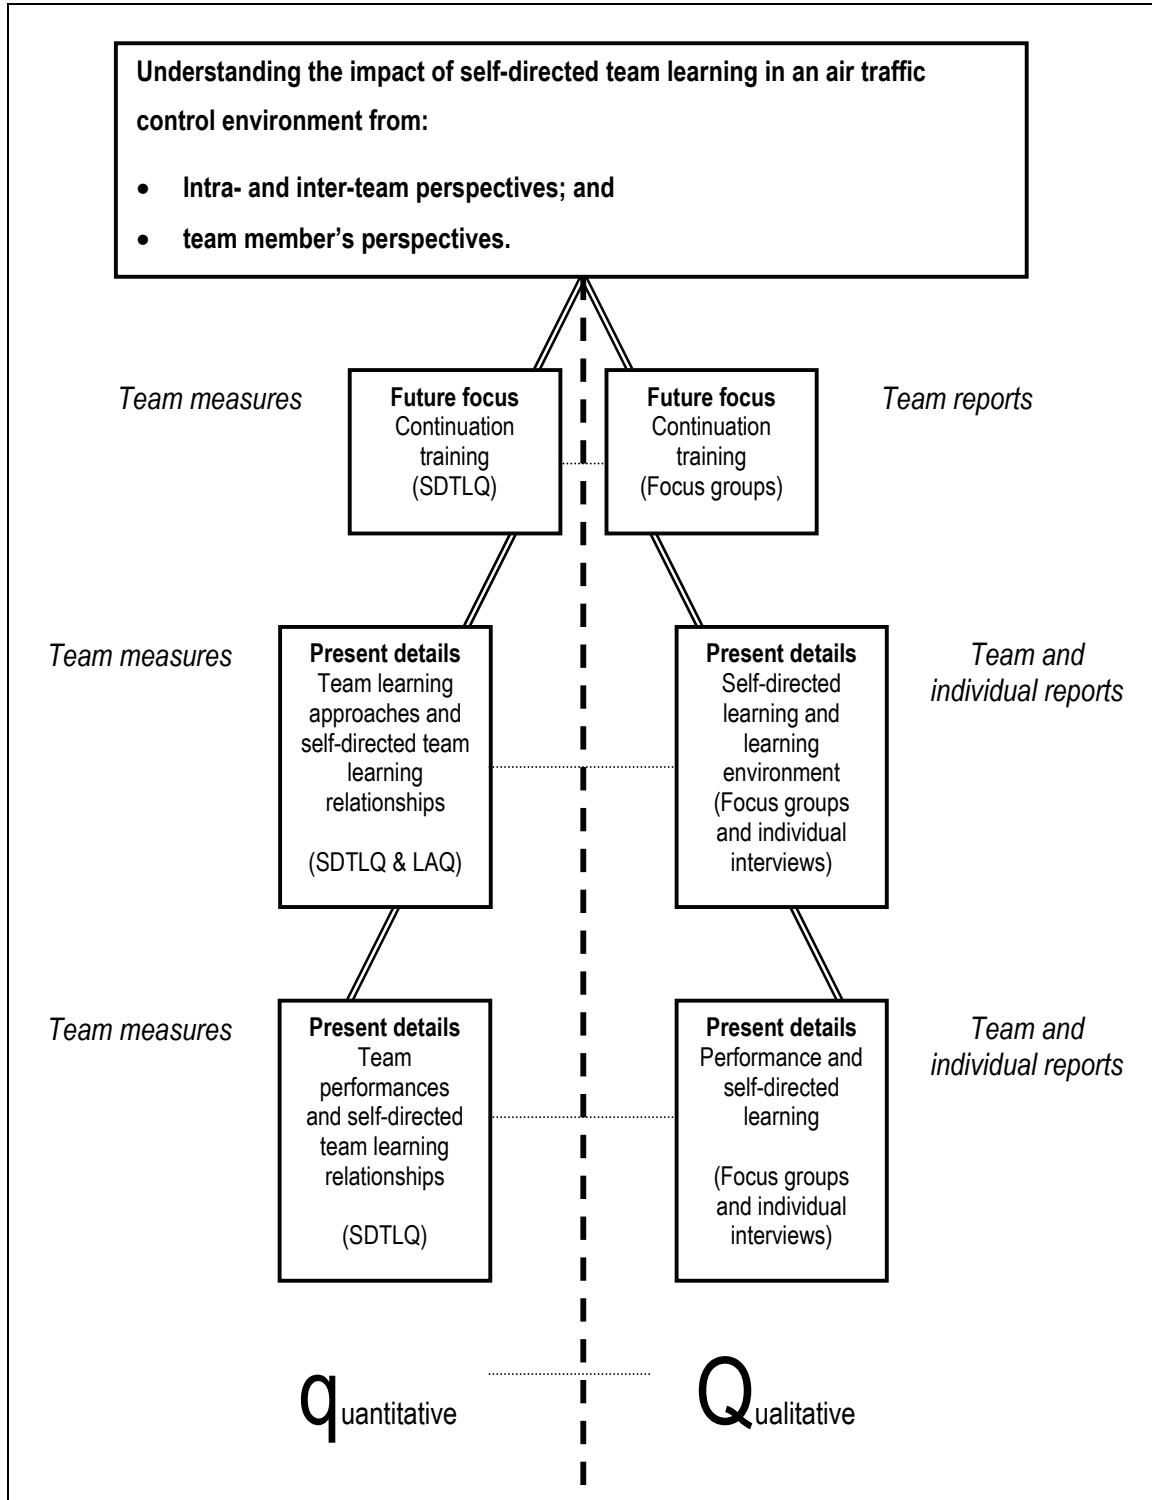 Understanding the impact of self-directed team learning in an air traffic
control environment from:
• Intra- and inter-team perspectives; and
• team member’s perspectives.
Team measures
Future focus
Continuation
training
(SDTLQ)
Future focus
Continuation
training
(Focus groups)
Team reports
Team measures
Present details
Team learning
approaches and
self-directed team
learning
relationships
(SDTLQ & LAQ)
Present details
Self-directed
learning and
learning
environment
(Focus groups
and individual
interviews)
Team and
individual reports
Team measures
Present details
Team
performances
and self-directed
team learning
relationships
(SDTLQ)
Present details
Performance and
self-directed
learning
(Focus groups
and individual
interviews)
Team and
individual reports
quantitative
Qualitative